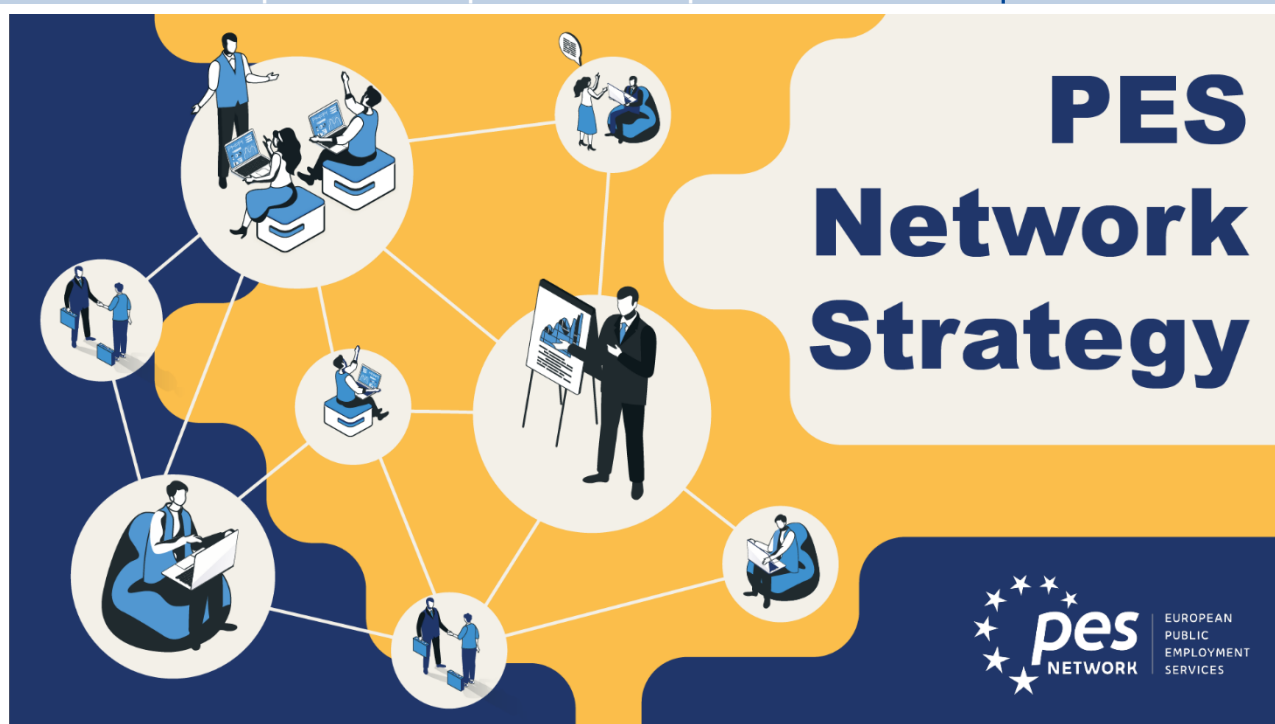 PES
Network
Strategy
pes
NETWORK
EUROPEAN
PUBLIC
EMPLOYMENT
SERVICES